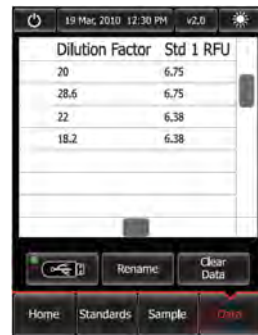 19 Mar, 2010 12:30 PM v2.0
Dilution Factor Std 1 RFU
20 6.75
28.6 6.75
22 6.38
18.2 6.38
Rename Clear Data
Home Standards Sample Data